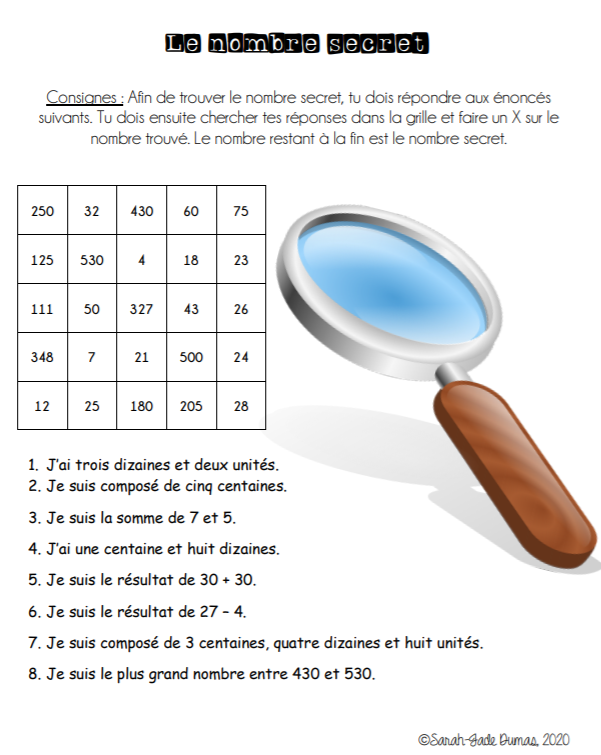 Le nombre secret
Consignes : Afin de trouver le nombre secret, tu dois répondre aux énoncés
suivants. Tu dois ensuite chercher tes réponses dans la grille et faire un X sur le
nombre trouvé. Le nombre restant à la fin est le nombre secret.
250 32 430 60 75
125 530 4 18 23
111 50 327 43 26
348 7 21 500 24
12 25 180 205 28
1. J'ai trois dizaines et deux unités.
2. Je suis composé de cinq centaines.
3. Je suis la somme de 7 et 5.
4. J'ai une centaine et huit dizaines.
5. Je suis le résultat de 30 + 30.
6. Je suis le résultat de 27 – 4.
7. Je suis composé de 3 centaines, quatre dizaines et huit unités.
8. Je suis le plus grand nombre entre 430 et 530.
©Sarah-Jade Dumas, 2020